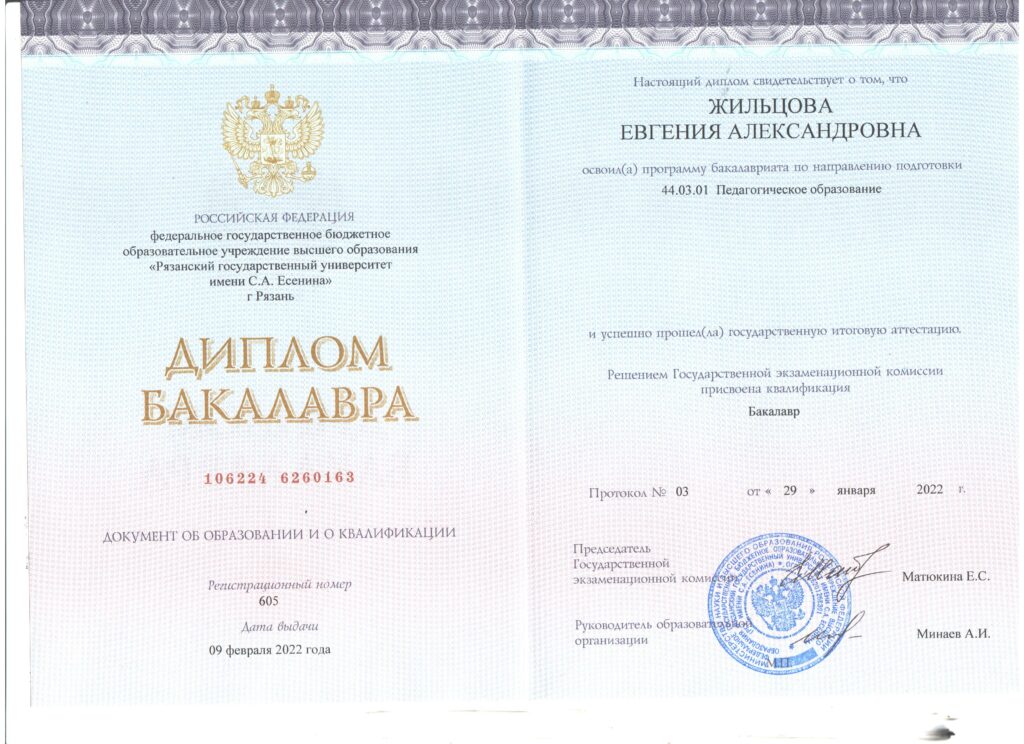 РОССИЙСКАЯ ФЕДЕРАЦИЯ
федеральное государственное бюджетное
образовательное учреждение высшего образования
«Рязанский государственный университет
имени С.А. Есенина»
г Рязань
ДИПЛОМ
БАКАЛАВРА
106224 6260163
ДОКУМЕНТ ОБ ОБРАЗОВАНИИ И О КВАЛИФИКАЦИИ
Регистрационный номер
605
Дата выдачи
09 февраля 2022 года
Настоящий диплом свидетельствует о том, что
ЖИЛЬЦОВА
ЕВГЕНИЯ АЛЕКСАНДРОВНА
освоил(а) программу бакалавриата по направлению подготовки
44.03.01 Педагогическое образование
и успешно прошел(ла) государственную итоговую аттестацию.
Решением Государственной экзаменационной комиссии
присвоена квалификация
Бакалавр
Протокол № 03 от « 29 » января 2022 г.
Председатель
Государственной
экзаменационной комиссии
Матюкина Е.С.
Руководитель образовательной
организации
Минаев А.И.
М.П.